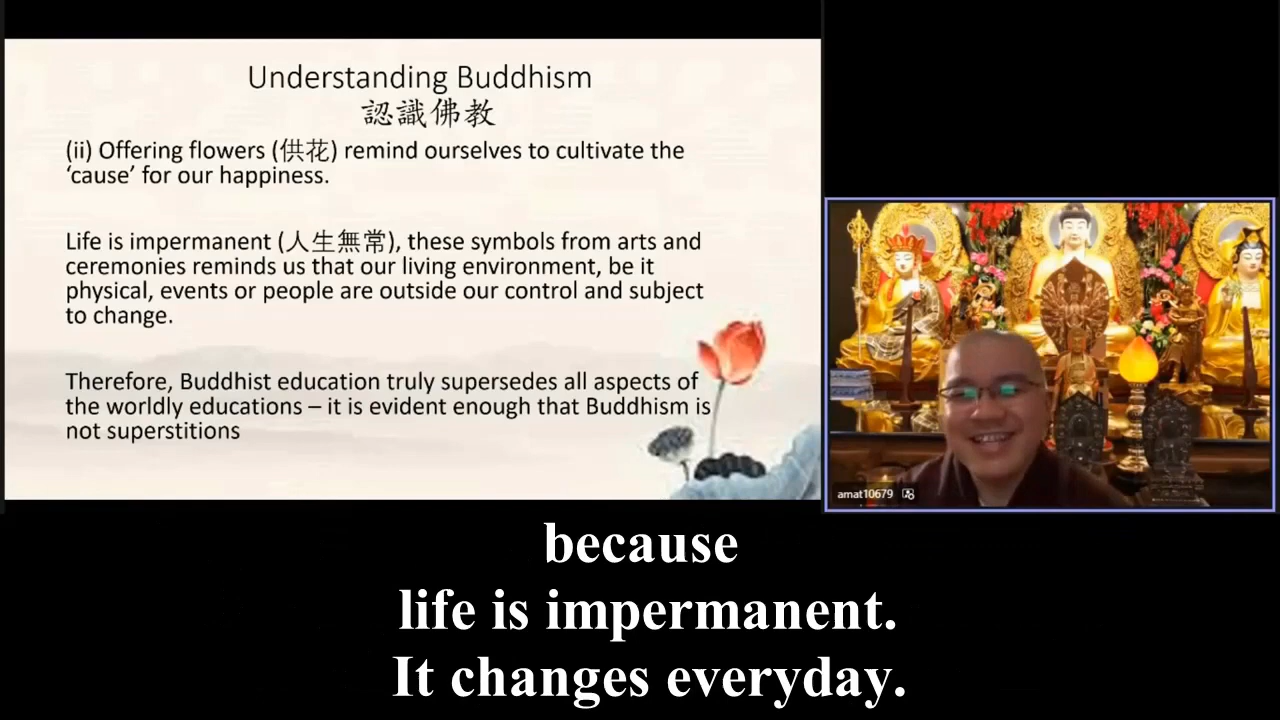 Understanding Buddhism
認識佛教
(ii) Offering flowers (供花) remind ourselves to cultivate the
‘cause’ for our happiness.
Life is impermanent (人生無常), these symbols from arts and
ceremonies reminds us that our living environment, be it
physical, events or people are outside our control and subject
to change.
Therefore, Buddhist education truly supersedes all aspects of
the worldly educations – it is evident enough that Buddhism is
not superstitions
amat10679
because
life is impermanent.
It changes everyday.